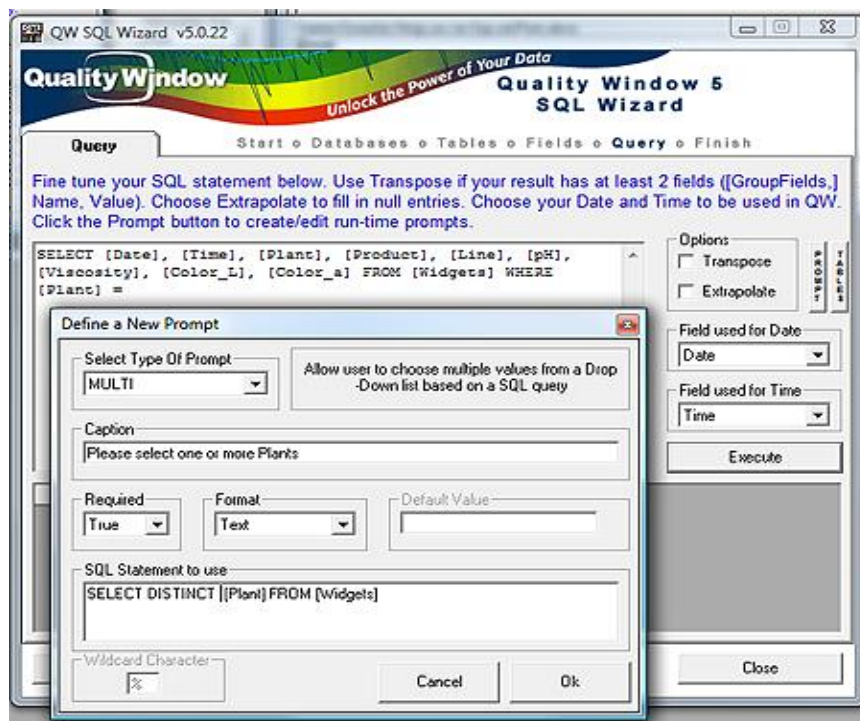 QW SQL Wizard v5.0.22
Quality Window
Unlock the Power of Your Data
Quality Window 5
SQL Wizard
Query
Start o Databases o Tables o Fields o Query o Finish
Fine tune your SQL statement below. Use Transpose if your result has at least 2 fields ([GroupFields,]
Name, Value). Choose Extrapolate to fill in null entries. Choose your Date and Time to be used in QW.
Click the Prompt button to create/edit run-time prompts.
SELECT [Date], [Time], [Plant], [Product], [Line], [pH],
[Viscosity], [Color_L], [Color_a] FROM [Widgets] WHERE
[Plant] =
Options
Transpose
Extrapolate
PROMPT
TABLES
Field used for Date
Date
Field used for Time
Time
Execute
Define a New Prompt
Select Type Of Prompt
MULTI
Allow user to choose multiple values from a Drop
-Down list based on a SQL query
Caption
Please select one or more Plants
Required
True
Format
Text
Default Value
SQL Statement to use
SELECT DISTINCT [Plant] FROM [Widgets]
Wildcard Character
%
Cancel
Ok
Close